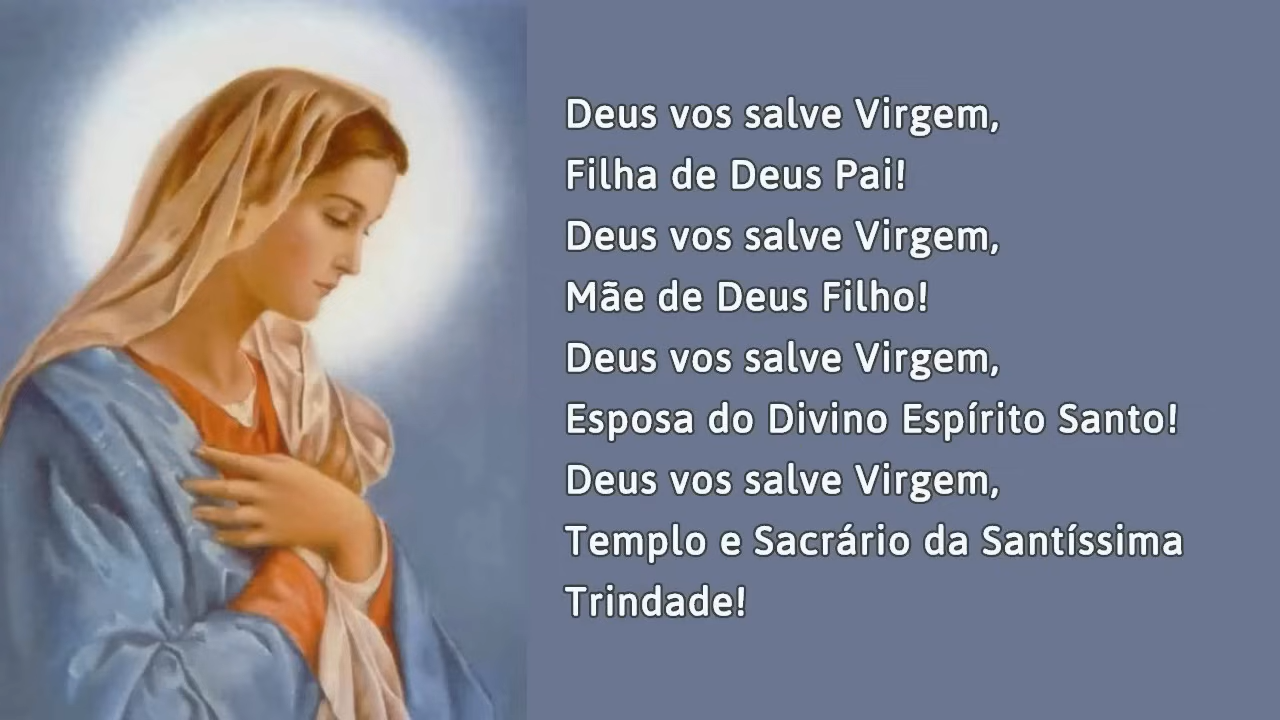 Deus vos salve Virgem,
Filha de Deus Pai!
Deus vos salve Virgem,
Mãe de Deus Filho!
Deus vos salve Virgem,
Esposa do Divino Espírito Santo!
Deus vos salve Virgem,
Templo e Sacrário da Santíssima
Trindade!